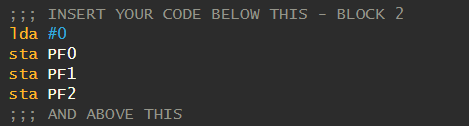 ;;; INSERT YOUR CODE BELOW THIS - BLOCK 2
lda #0
sta PF0
sta PF1
sta PF2
;;; AND ABOVE THIS